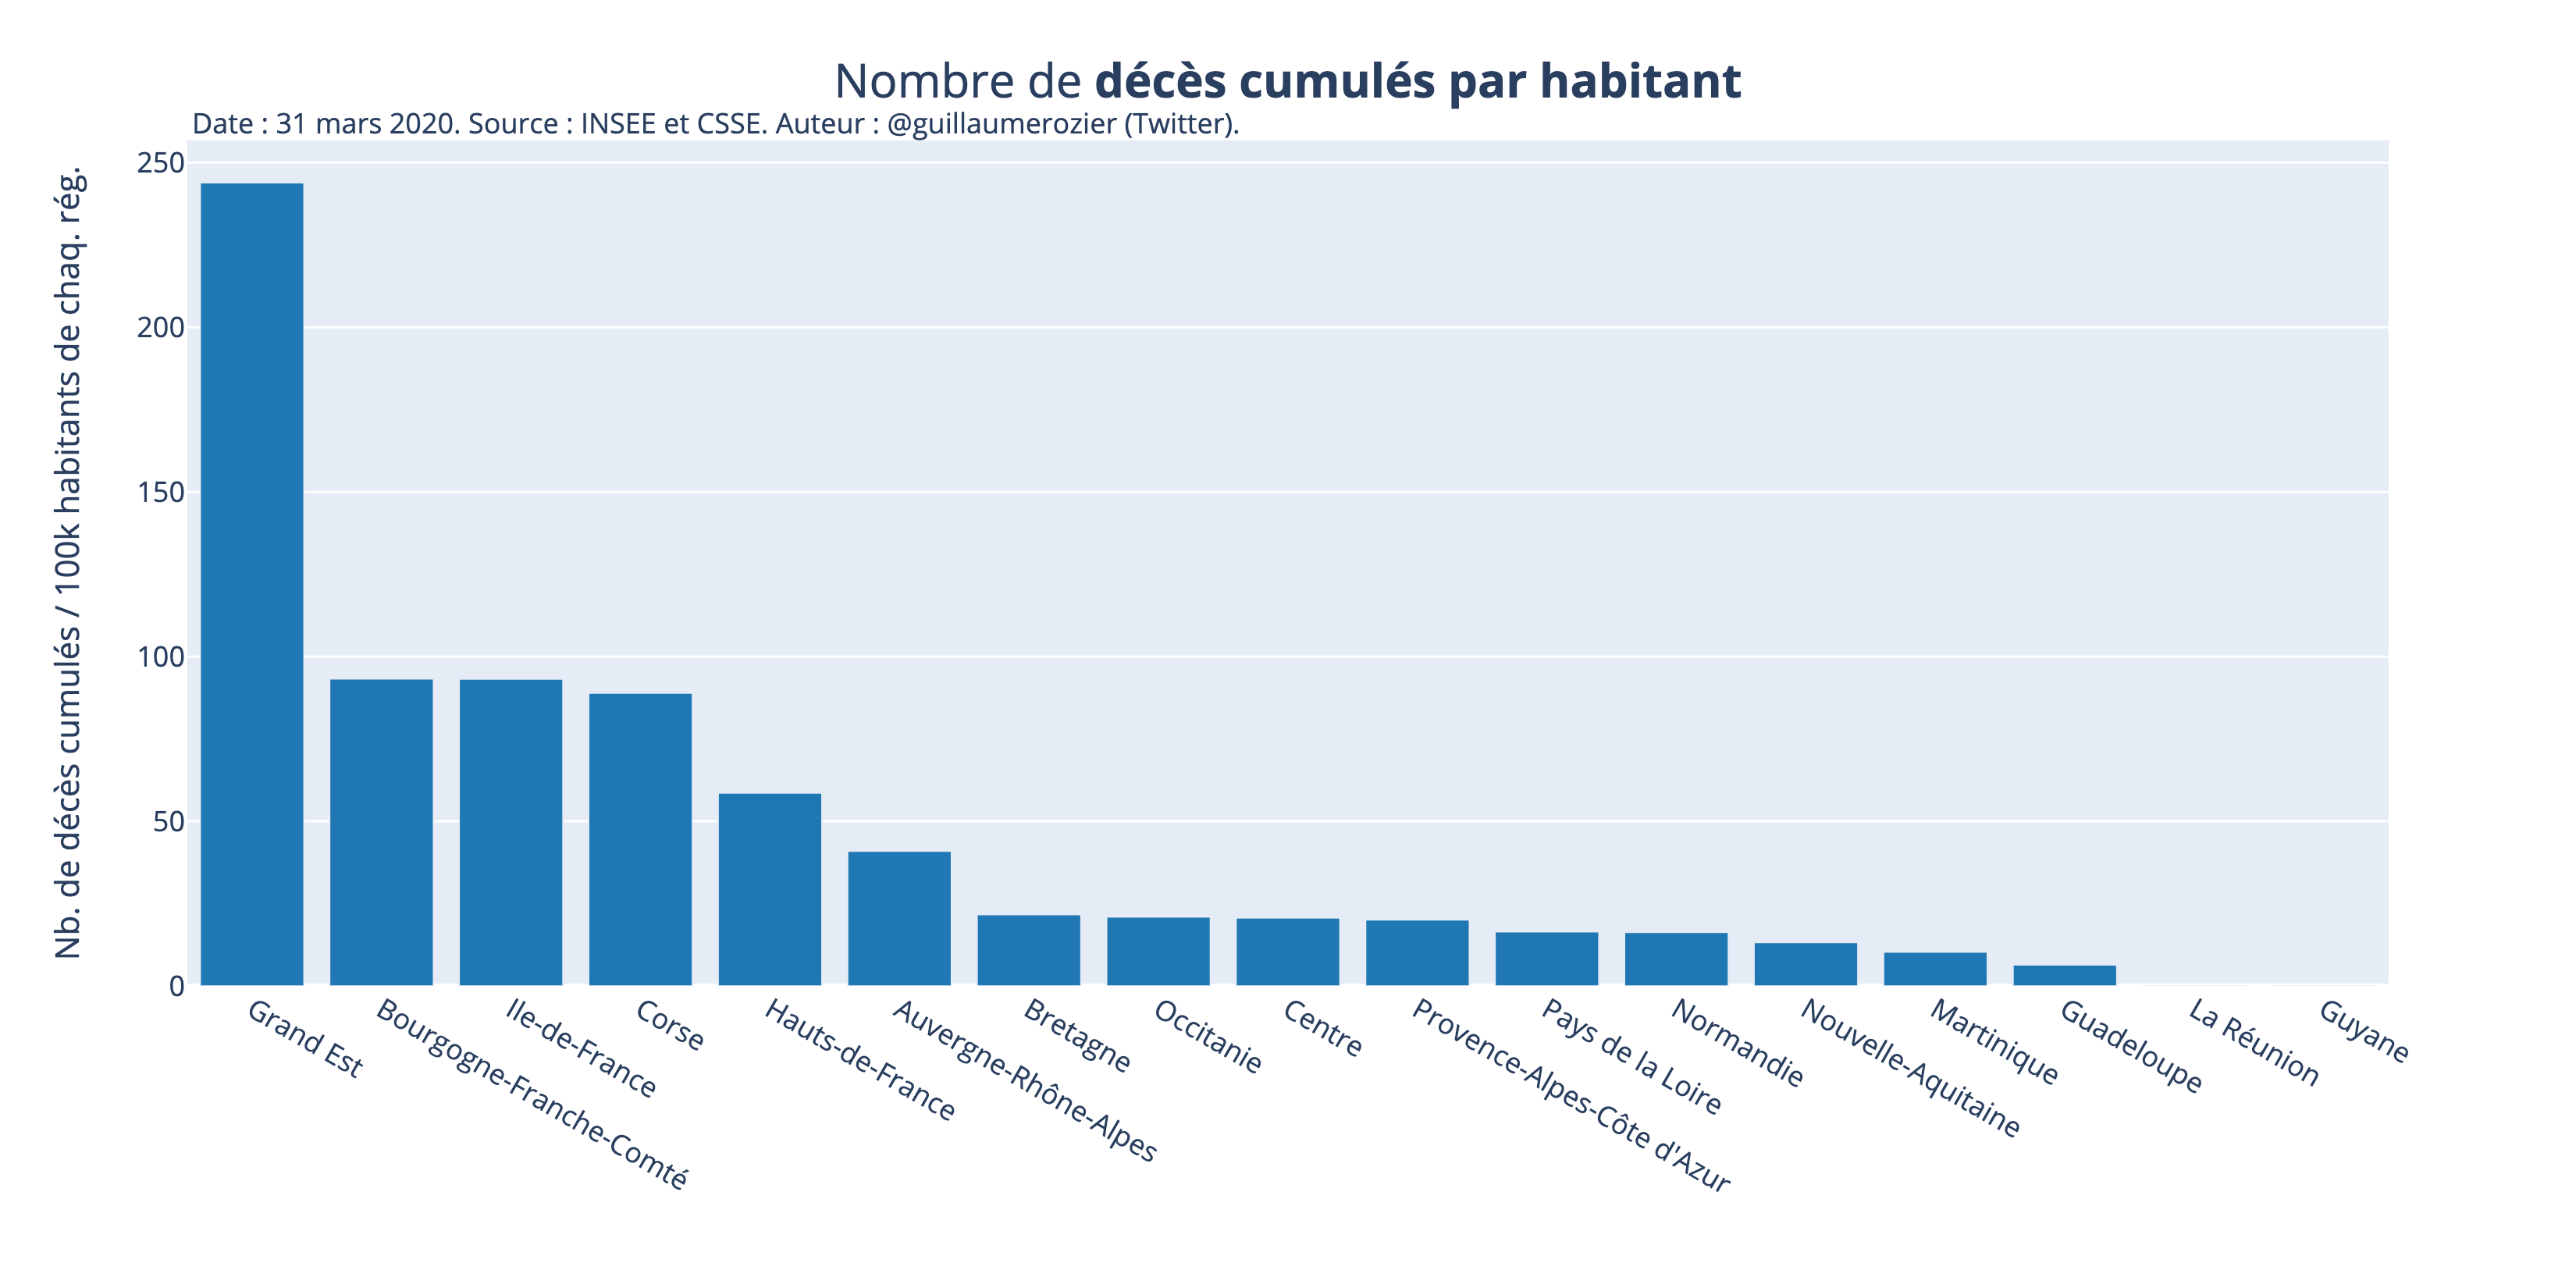 Nombre de décès cumulés par habitant
Date : 31 mars 2020. Source : INSEE et CSSE. Auteur : @guillaumerozier (Twitter).
Nb. de décès cumulés / 100k habitants de chaq. rég.
250
200
150
100
50
0
Grand Est
Bourgogne-Franche-Comté
Ile-de-France
Corse
Hauts-de-France
Auvergne-Rhône-Alpes
Bretagne
Occitanie
Centre
Provence-Alpes-Côte d'Azur
Pays de la Loire
Normandie
Nouvelle-Aquitaine
Martinique
Guadeloupe
La Réunion
Guyane